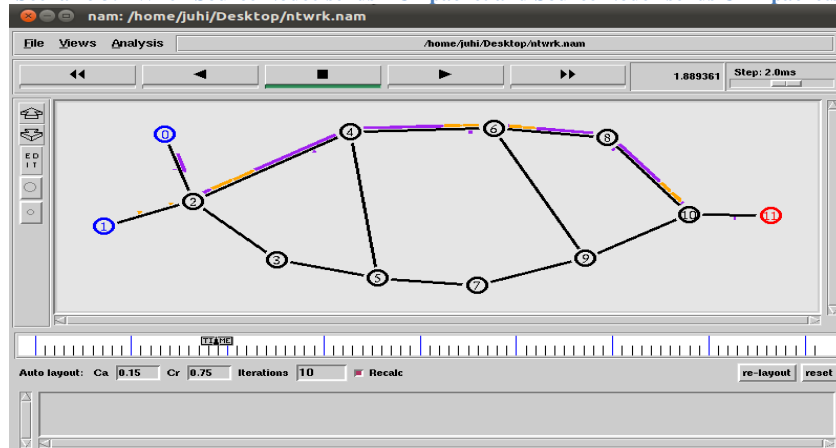 nam: /home/juhi/Desktop/ntwrk.nam
File Views Analysis /home/juhi/Desktop/ntwrk.nam
1.889361 Step: 2.0ms
E D
I T
0
4
6
8
2
1
10
11
3
5
7
9
TIME
Auto layout: Ca 0.15 Cr 0.75 Iterations 10 Recalc re-layout reset